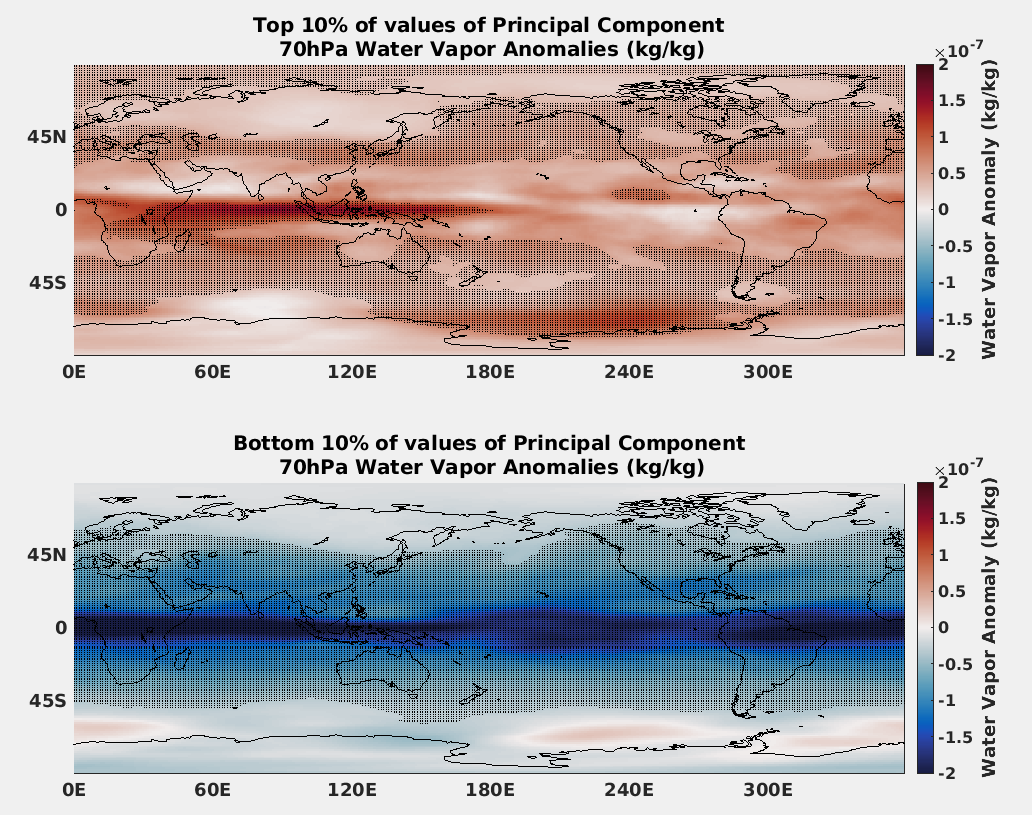 Top 10% of values of Principal Component
70hPa Water Vapor Anomalies (kg/kg)
×10-7
2
1.5
1
0.5
0
-0.5
-1
-1.5
-2
Water Vapor Anomaly (kg/kg)
45N
0
45S
0E 60E 120E 180E 240E 300E
Bottom 10% of values of Principal Component
70hPa Water Vapor Anomalies (kg/kg)
×10-7
2
1.5
1
0.5
0
-0.5
-1
-1.5
-2
Water Vapor Anomaly (kg/kg)
45N
0
45S
0E 60E 120E 180E 240E 300E